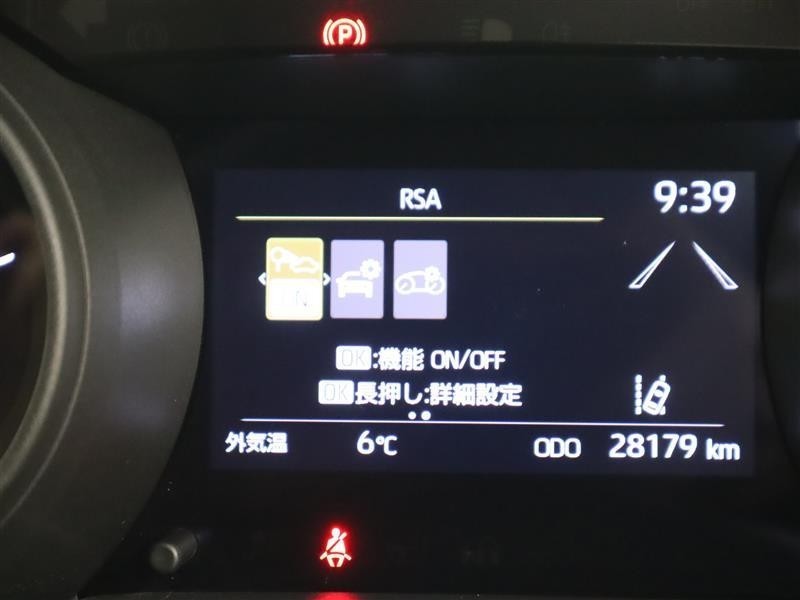 P
RSA
9:39
OK:機能 ON/OFF
OK長押し:詳細設定
外気温 6℃ ODO 28179 km